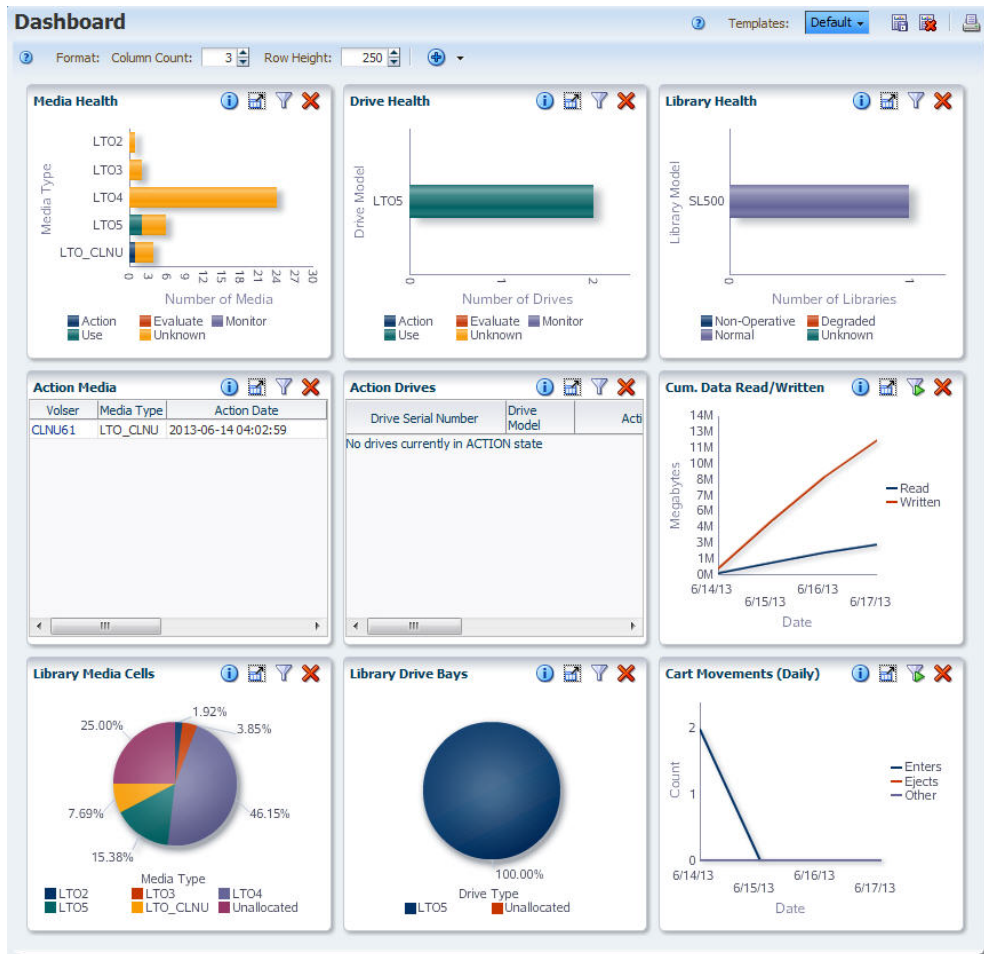 Dashboard
Templates: Default
Format: Column Count: 3 Row Height: 250
Media Health
Media Type
LTO2
LTO3
LTO4
LTO5
LTO_CLNU
0 3 6 9 12 15 18 21 24 27 30
Number of Media
Action Evaluate Monitor
Use Unknown
Drive Health
Drive Model
LTO5
0 1 2
Number of Drives
Action Evaluate Monitor
Use Unknown
Library Health
Library Model
SL500
0 1
Number of Libraries
Non-Operative Degraded
Normal Unknown
Action Media
Volser Media Type Action Date
CLNU61 LTO_CLNU 2013-06-14 04:02:59
Action Drives
Drive Serial Number Drive Model Acti
No drives currently in ACTION state
Cum. Data Read/Written
Megabytes
14M
13M
11M
10M
8M
7M
6M
4M
3M
1M
0M
Read
Written
6/14/13 6/15/13 6/16/13 6/17/13
Date
Library Media Cells
1.92%
3.85%
46.15%
15.38%
7.69%
25.00%
Media Type
LTO2 LTO3 LTO4
LTO5 LTO_CLNU Unallocated
Library Drive Bays
100.00%
Drive Type
LTO5 Unallocated
Cart Movements (Daily)
Count
2
1
0
Enters
Ejects
Other
6/14/13 6/15/13 6/16/13 6/17/13
Date